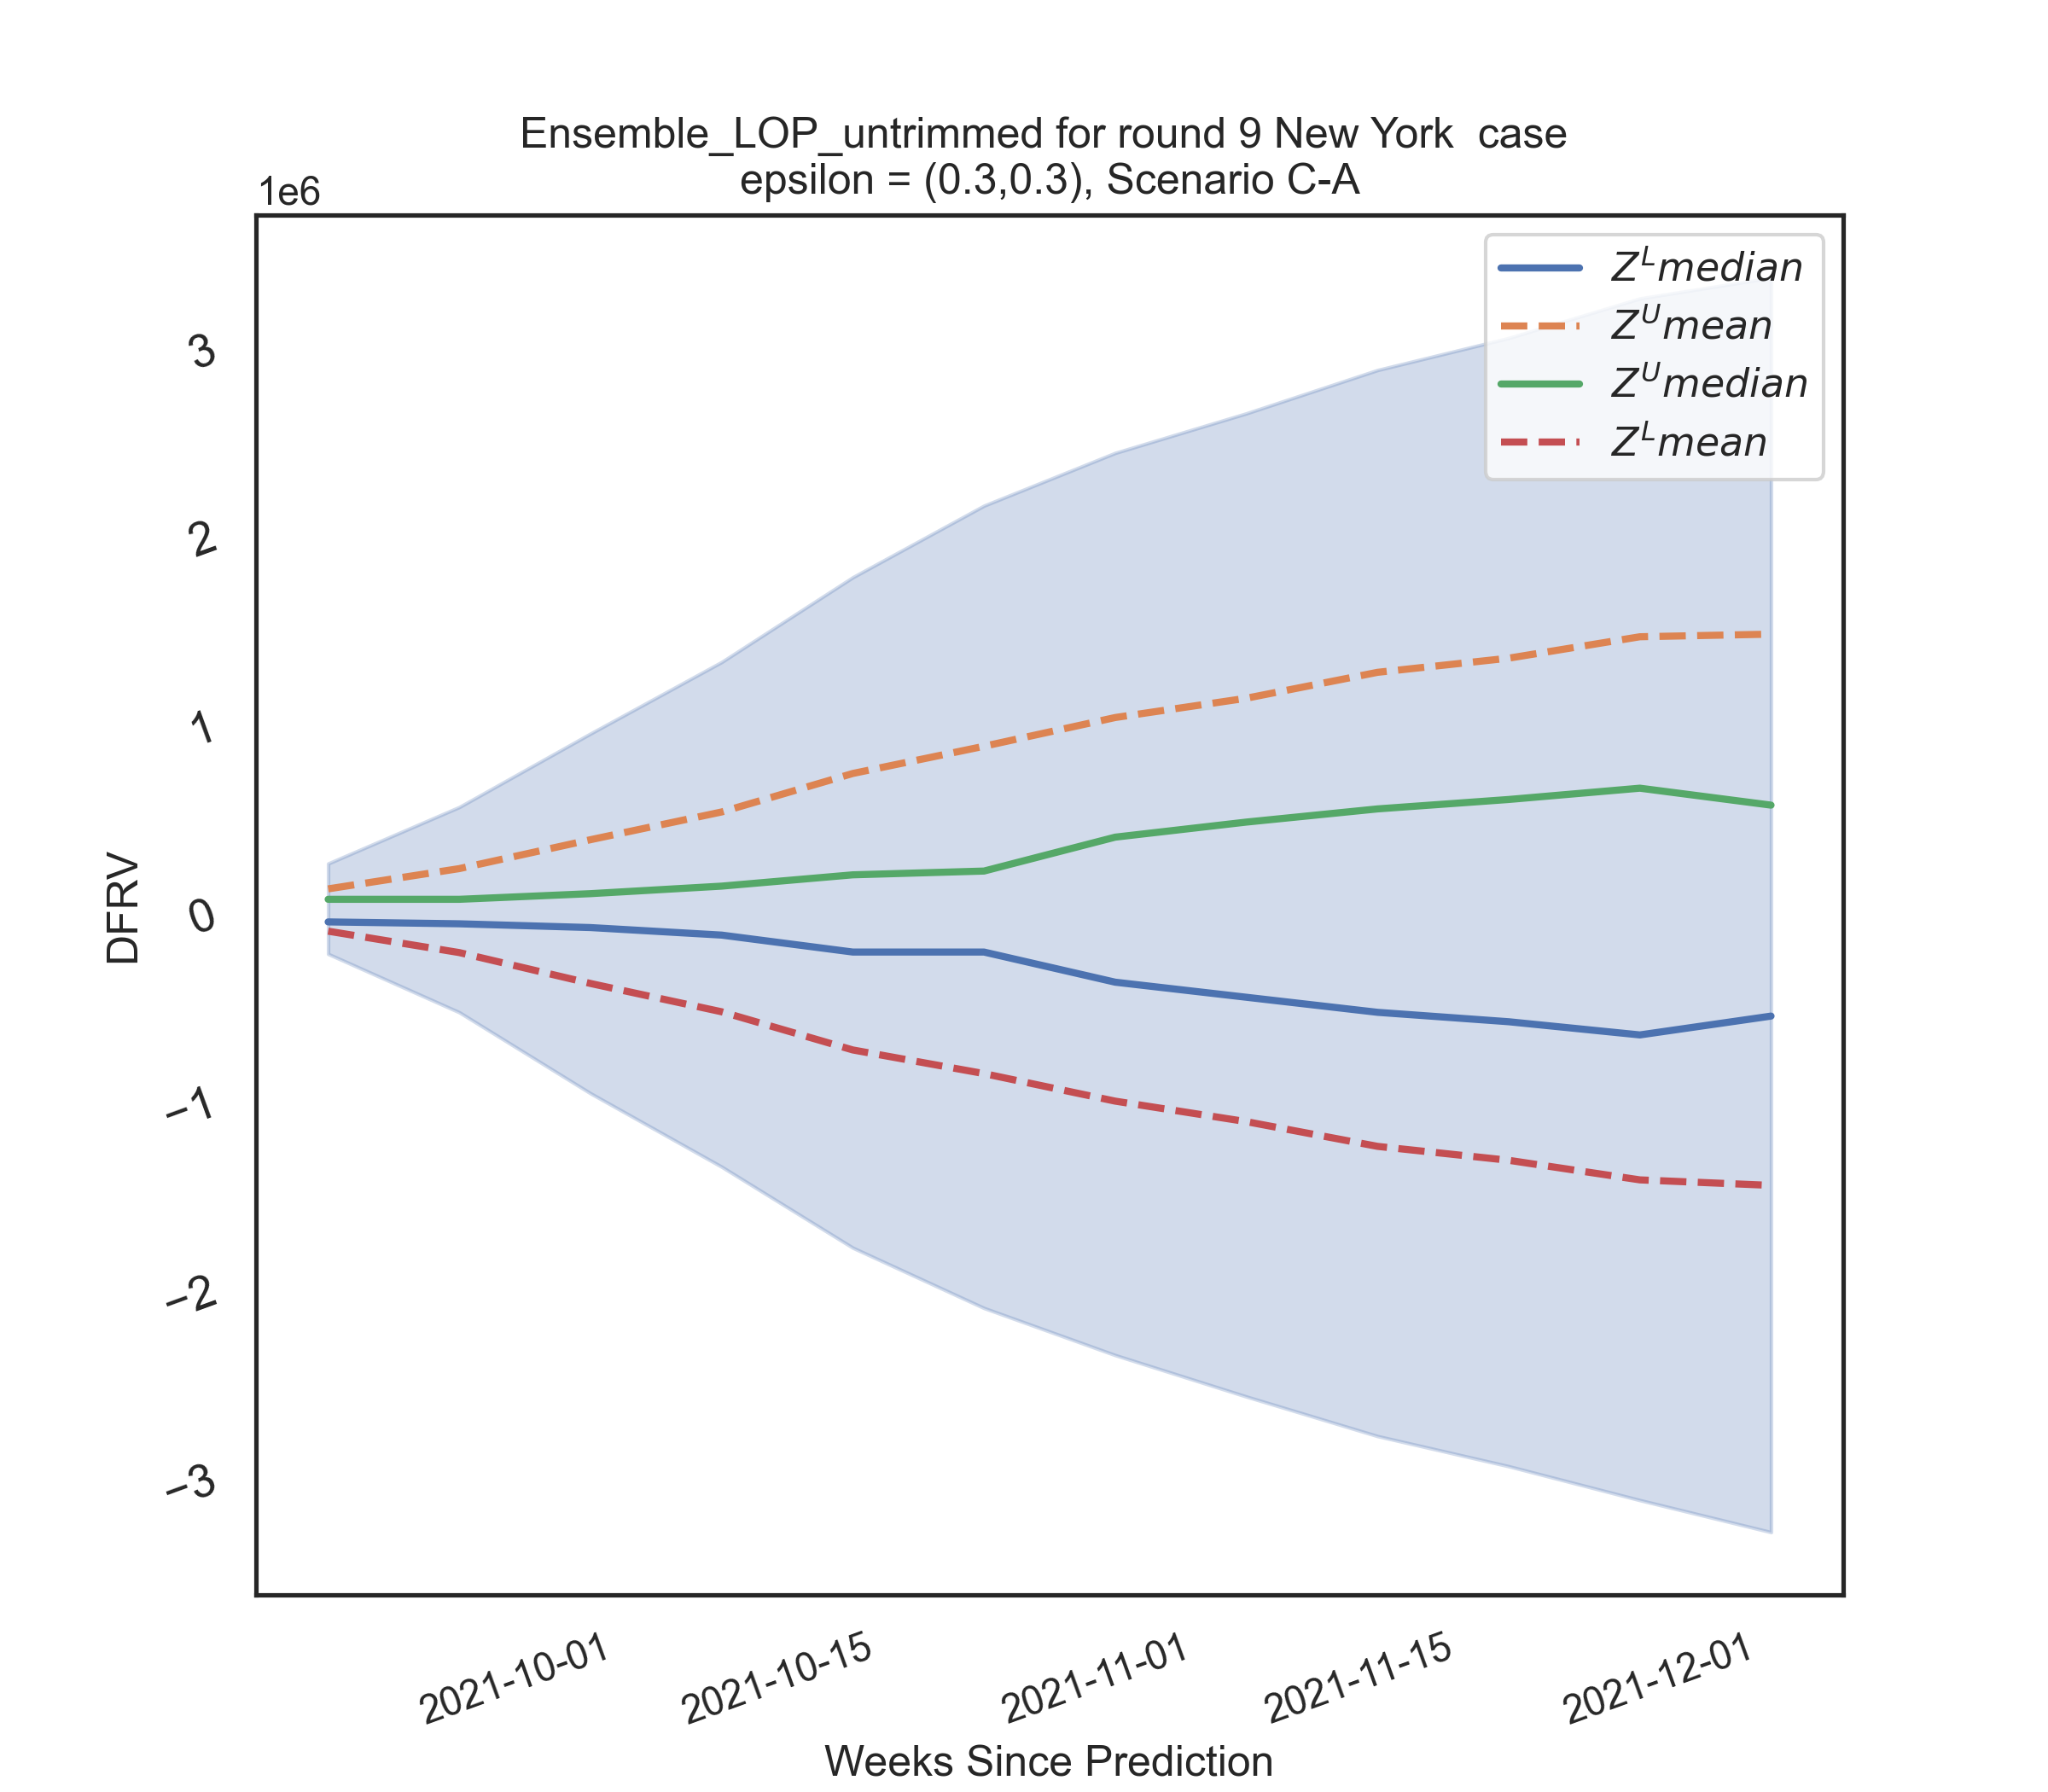 Ensemble_LOP_untrimmed for round 9 New York  case
epsilon = (0.3,0.3), Scenario C-A
1e6
Z^L median
Z^U mean
Z^U median
Z^L mean
3
2
1
0
−1
−2
−3
DFRV
2021-10-01
2021-10-15
2021-11-01
2021-11-15
2021-12-01
Weeks Since Prediction